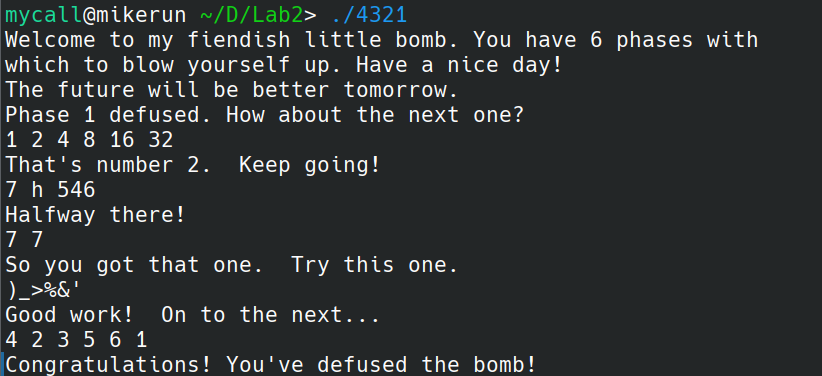 mycall@mikerun ~/D/Lab2> ./4321
Welcome to my fiendish little bomb. You have 6 phases with
which to blow yourself up. Have a nice day!
The future will be better tomorrow.
Phase 1 defused. How about the next one?
1 2 4 8 16 32
That's number 2.  Keep going!
7 h 546
Halfway there!
7 7
So you got that one.  Try this one.
)_>%&'
Good work!  On to the next...
4 2 3 5 6 1
Congratulations! You've defused the bomb!